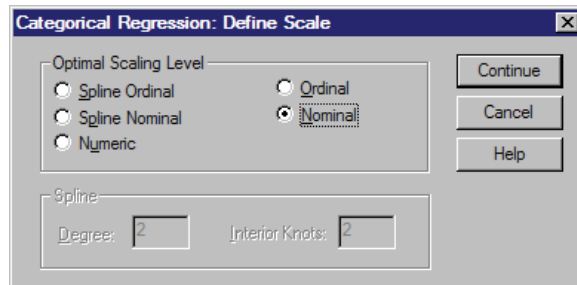 Categorical Regression: Define Scale
Optimal Scaling Level
Spline Ordinal
Ordinal
Spline Nominal
Nominal
Numeric
Continue
Cancel
Help
Spline
Degree: 2
Interior Knots: 2